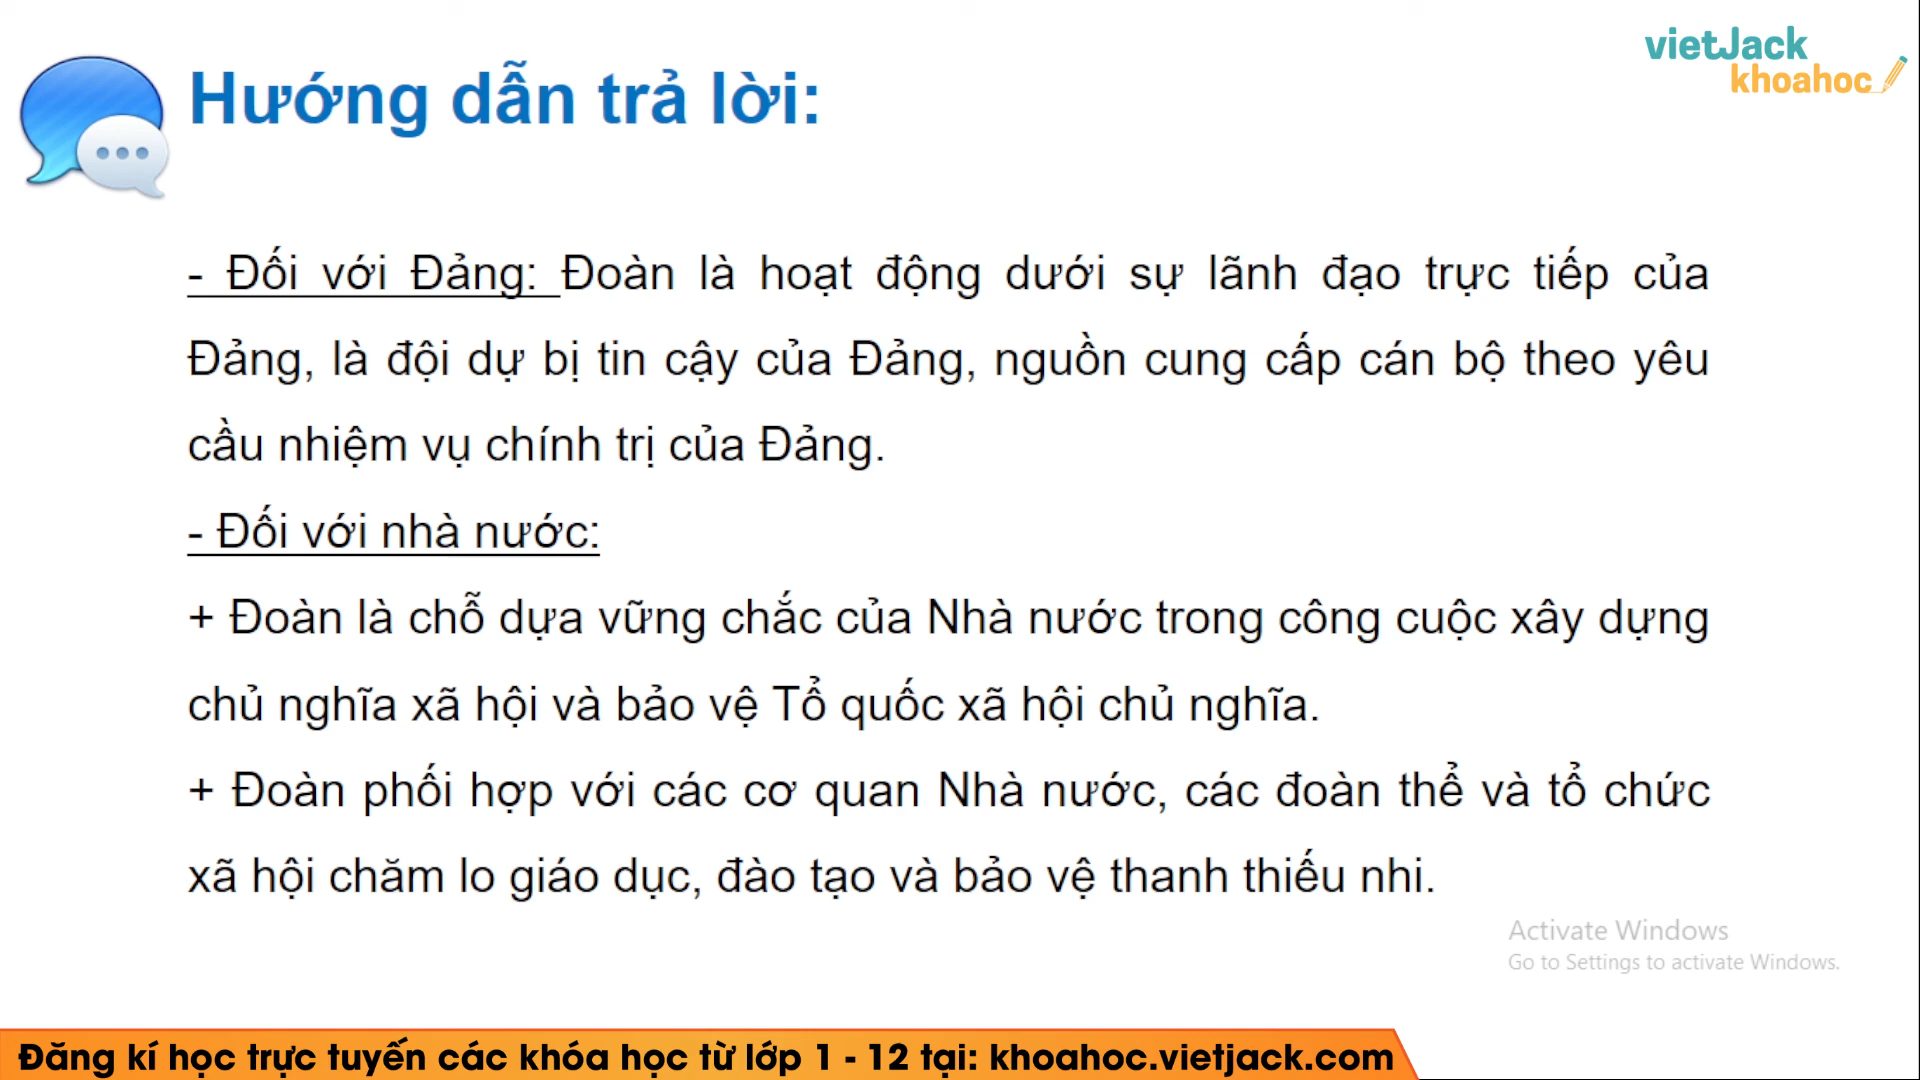 vietJack
khoahoc
Hướng dẫn trả lời:
- Đối với Đảng: Đoàn là hoạt động dưới sự lãnh đạo trực tiếp của
Đảng, là đội dự bị tin cậy của Đảng, nguồn cung cấp cán bộ theo yêu
cầu nhiệm vụ chính trị của Đảng.
- Đối với nhà nước:
+ Đoàn là chỗ dựa vững chắc của Nhà nước trong công cuộc xây dựng
chủ nghĩa xã hội và bảo vệ Tổ quốc xã hội chủ nghĩa.
+ Đoàn phối hợp với các cơ quan Nhà nước, các đoàn thể và tổ chức
xã hội chăm lo giáo dục, đào tạo và bảo vệ thanh thiếu nhi.
Activate Windows
Go to Settings to activate Windows.
Đăng kí học trực tuyến các khóa học từ lớp 1 - 12 tại: khoahoc.vietjack.com